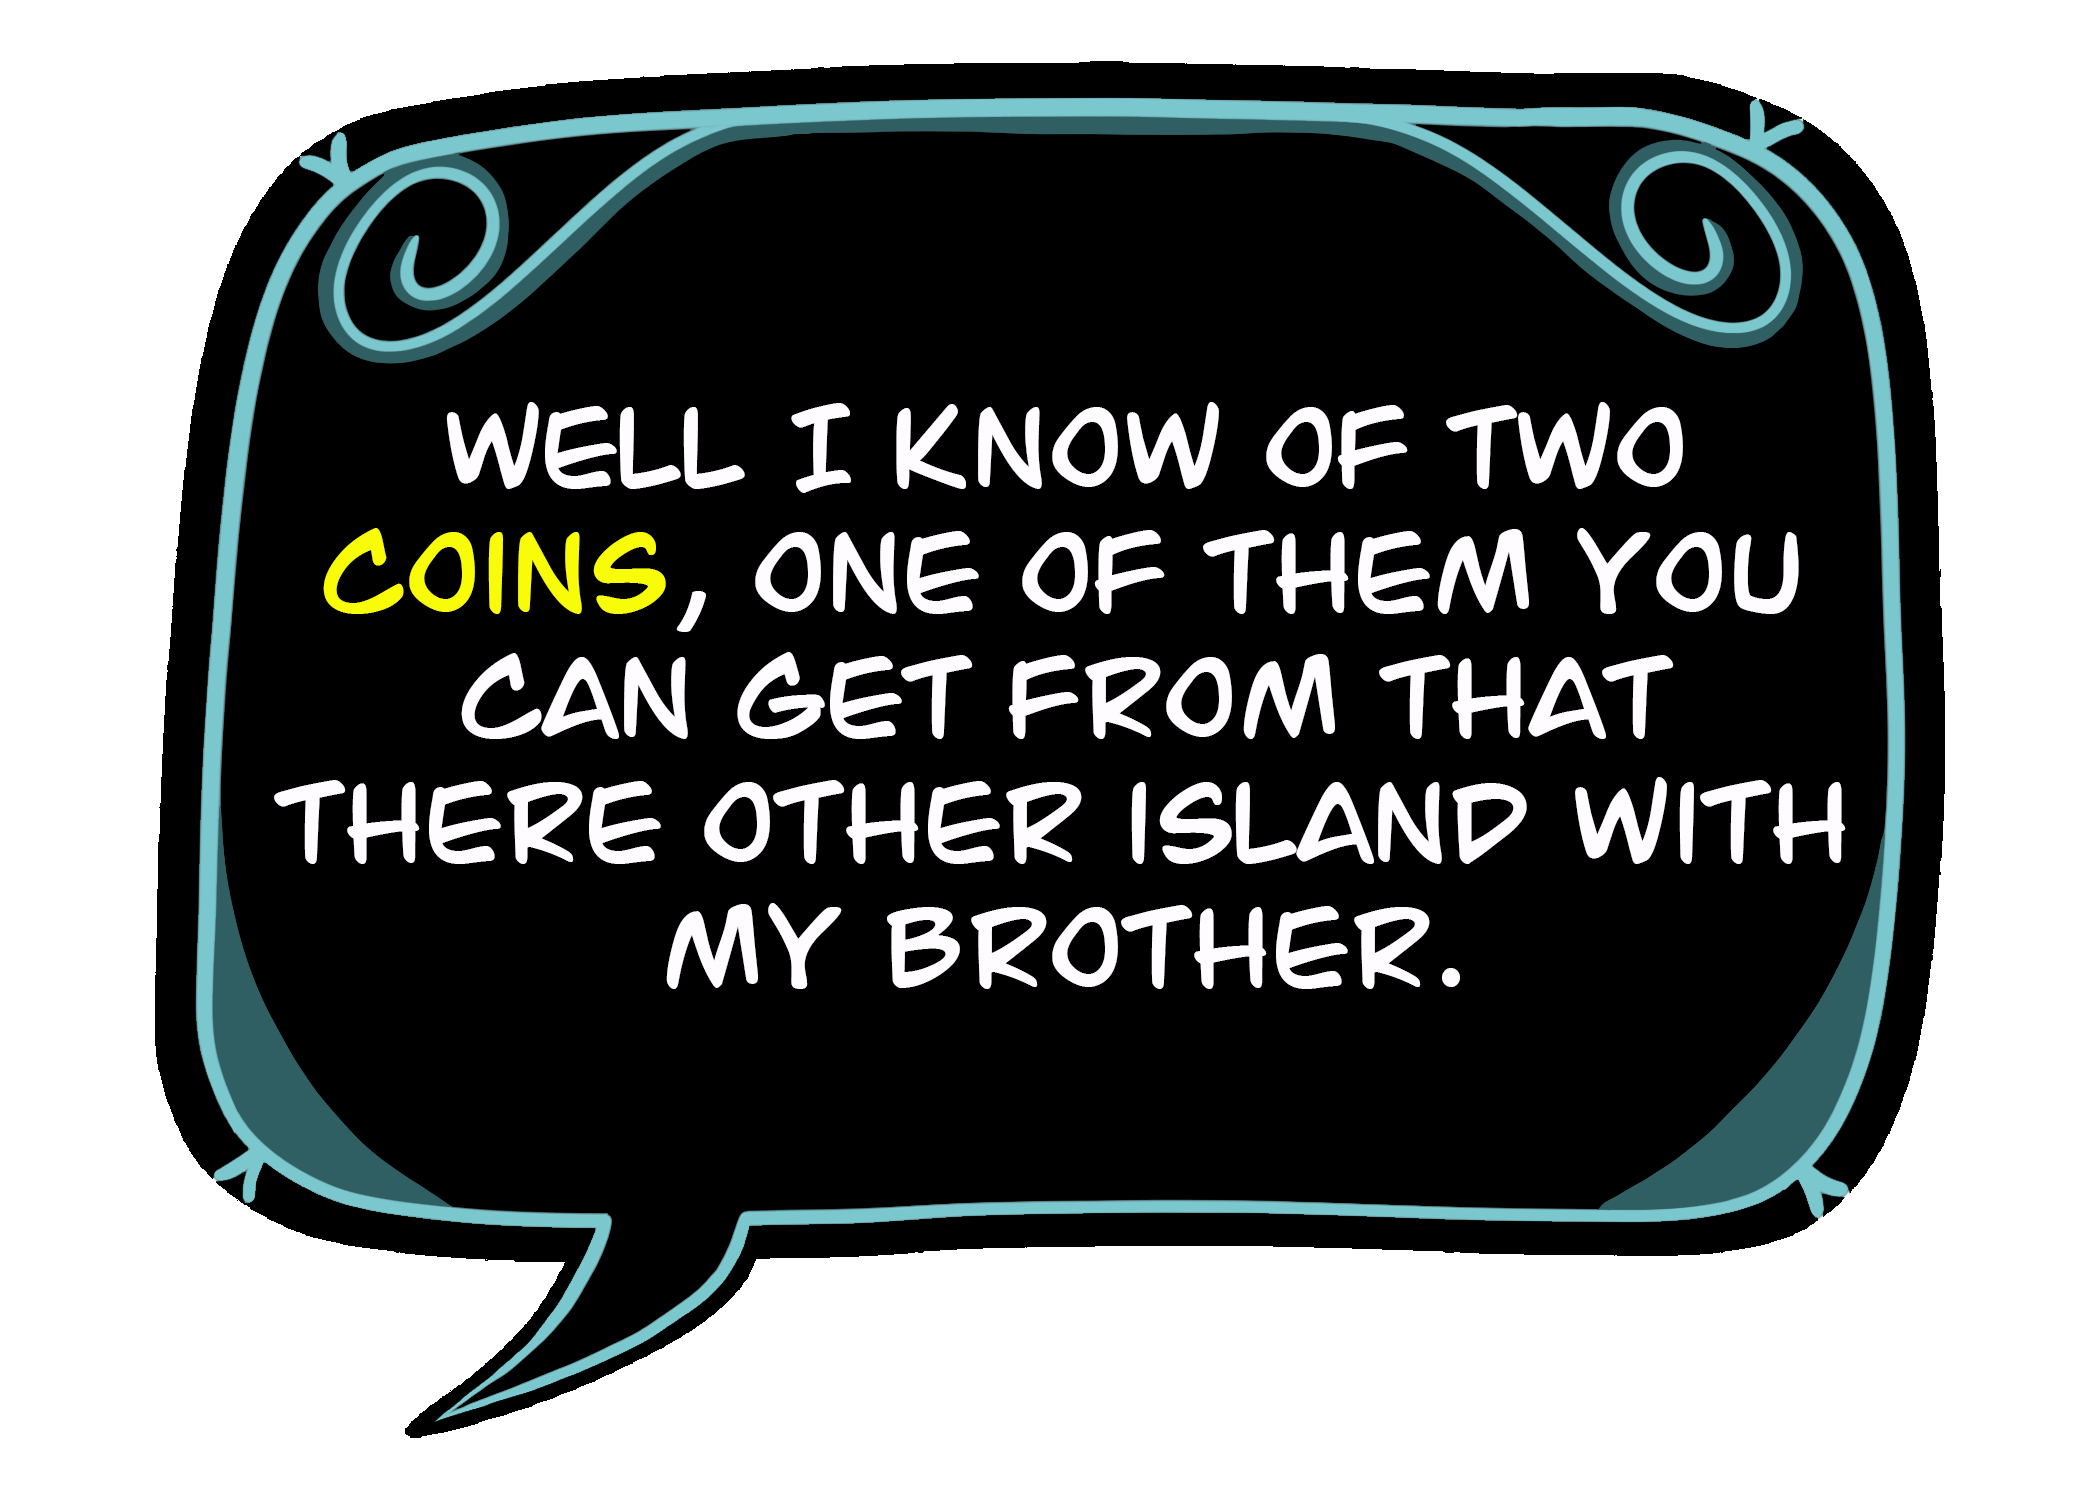 WELL I KNOW OF TWO
COINS, ONE OF THEM YOU
CAN GET FROM THAT
THERE OTHER ISLAND WITH
MY BROTHER.